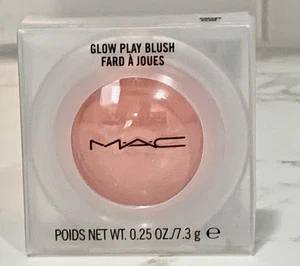 GLOW PLAY BLUSH
FARD À JOUES
MAC
POIDS NET WT. 0.25 OZ./7.3 g ℮